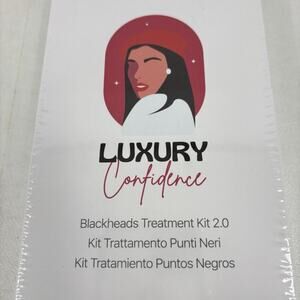 LUXURY
Confidence
Blackheads Treatment Kit 2.0
Kit Trattamento Punti Neri
Kit Tratamiento Puntos Negros